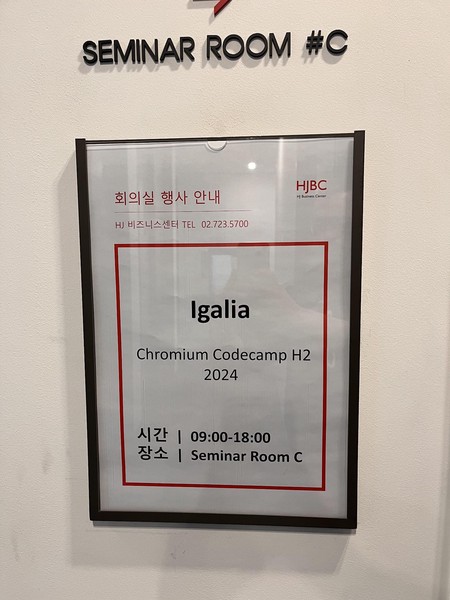 SEMINAR ROOM #C
HJBC
HJ Business Center
회의실 행사 안내
HJ 비즈니스센터 TEL 02.723.5700
Igalia
Chromium Codecamp H2
2024
시간 | 09:00-18:00
장소 | Seminar Room C